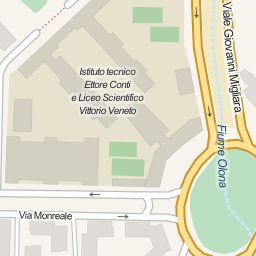 Istituto tecnico
Ettore Conti
e Liceo Scientifico
Vittorio Veneto
Viale Giovanni Migliara
Fiume Olona
Via Monreale